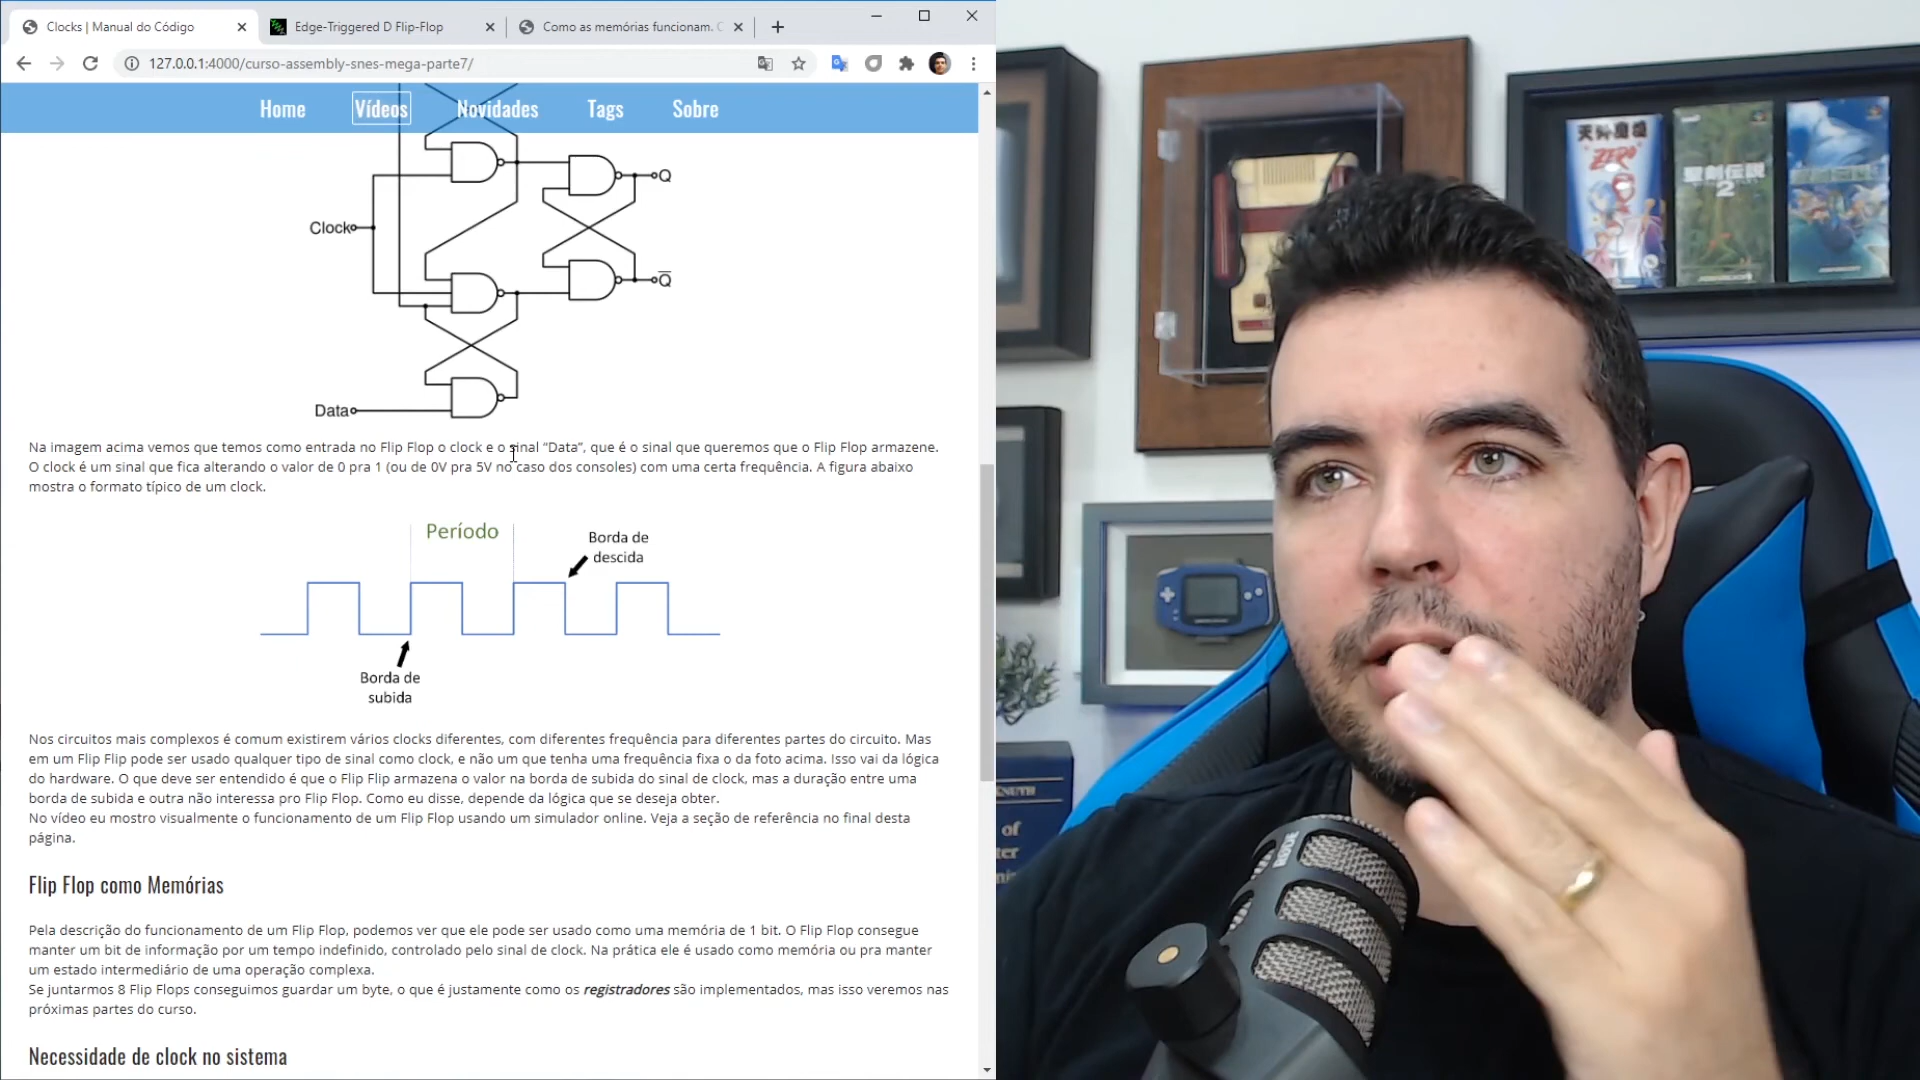 Clocks | Manual do Código
Edge-Triggered D Flip-Flop
Como as memórias funcionam. C
127.0.0.1:4000/curso-assembly-snes-mega-parte7/
Home Vídeos Novidades Tags Sobre
Q
Clock
Q
Data
Na imagem acima vemos que temos como entrada no Flip Flop o clock e o sinal “Data”, que é o sinal que queremos que o Flip Flop armazene.
O clock é um sinal que fica alterando o valor de 0 pra 1 (ou de 0V pra 5V no caso dos consoles) com uma certa frequência. A figura abaixo
mostra o formato típico de um clock.
Período
Borda de
descida
Borda de
subida
Nos circuitos mais complexos é comum existirem vários clocks diferentes, com diferentes frequência para diferentes partes do circuito. Mas
em um Flip Flip pode ser usado qualquer tipo de sinal como clock, e não um que tenha uma frequência fixa o da foto acima. Isso vai da lógica
do hardware. O que deve ser entendido é que o Flip Flip armazena o valor na borda de subida do sinal de clock, mas a duração entre uma
borda de subida e outra não interessa pro Flip Flop. Como eu disse, depende da lógica que se deseja obter.
No vídeo eu mostro visualmente o funcionamento de um Flip Flop usando um simulador online. Veja a seção de referência no final desta
página.
Flip Flop como Memórias
Pela descrição do funcionamento de um Flip Flop, podemos ver que ele pode ser usado como uma memória de 1 bit. O Flip Flop consegue
manter um bit de informação por um tempo indefinido, controlado pelo sinal de clock. Na prática ele é usado como memória ou pra manter
um estado intermediário de uma operação complexa.
Se juntarmos 8 Flip Flops conseguimos guardar um byte, o que é justamente como os registradores são implementados, mas isso veremos nas
próximas partes do curso.
Necessidade de clock no sistema
天外魔境
ZERO
聖剣伝説
2
KNUTH
of
RODE